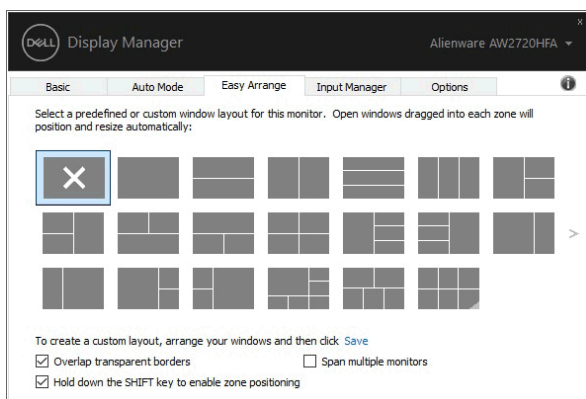 x
DELL Display Manager Alienware AW2720HFA
Basic Auto Mode Easy Arrange Input Manager Options i
Select a predefined or custom window layout for this monitor. Open windows dragged into each zone will
position and resize automatically:
>
To create a custom layout, arrange your windows and then click Save
Overlap transparent borders Span multiple monitors
Hold down the SHIFT key to enable zone positioning